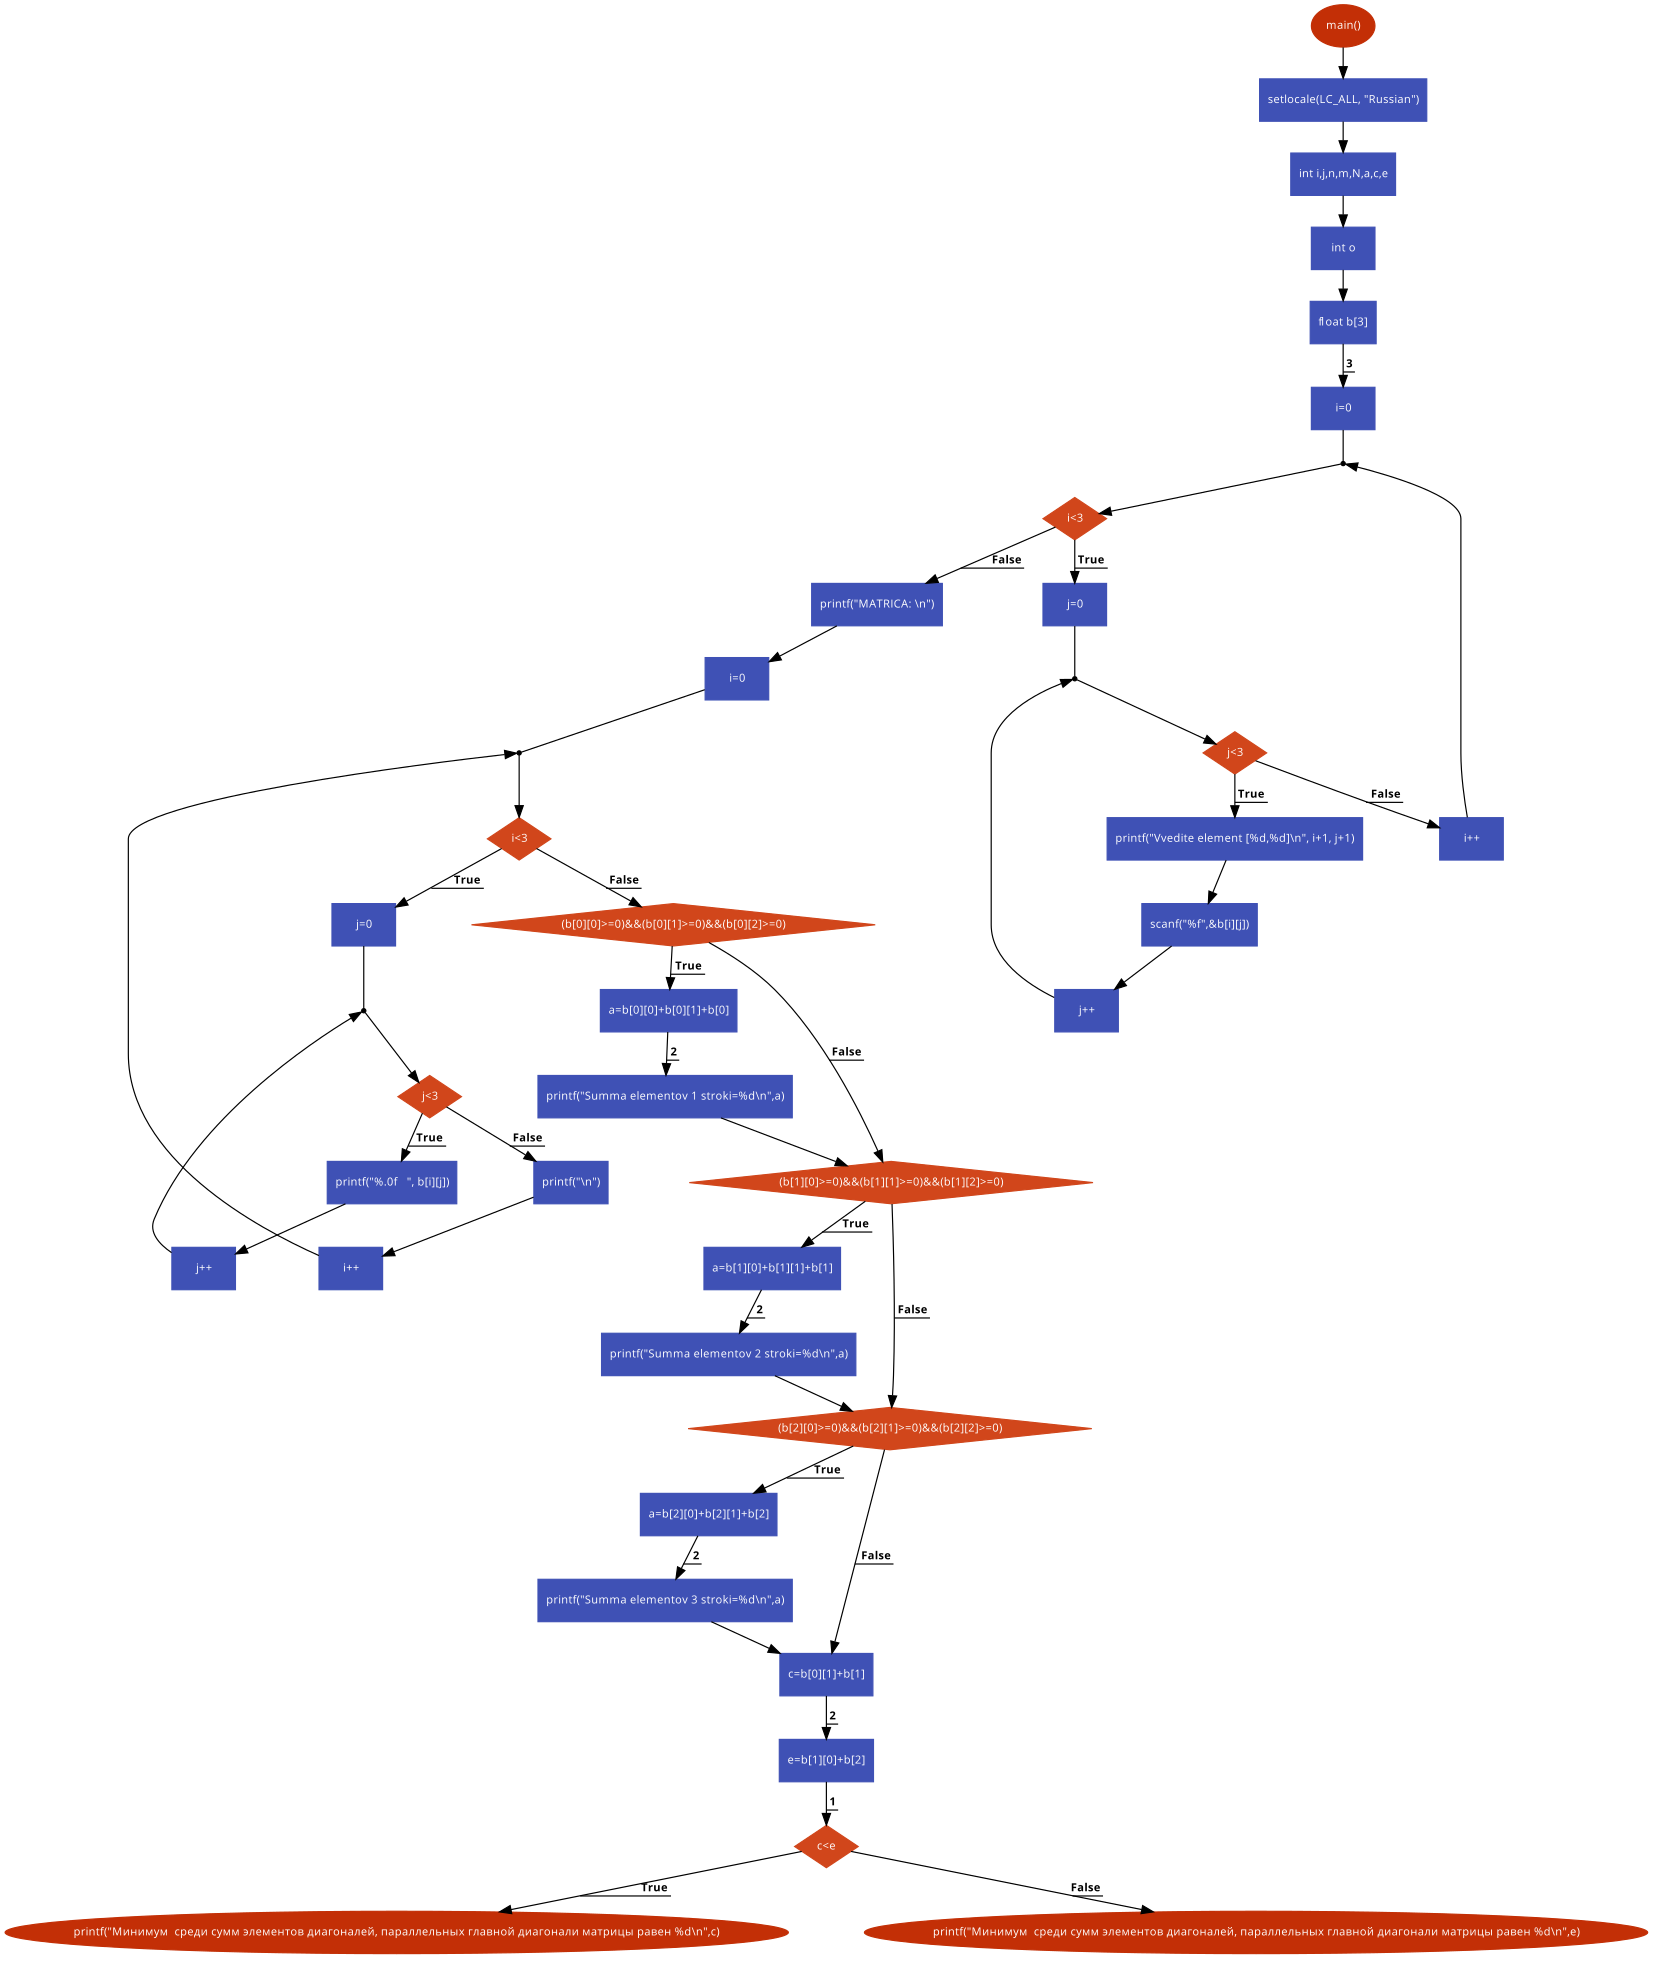 main()
setlocale(LC_ALL, "Russian")
int i,j,n,m,N,a,c,e
int o
float b[3]
3
i=0
i<3
False
True
printf("MATRICA: \n")
j=0
i=0
j<3
True
False
printf("Vvedite element [%d,%d]\n", i+1, j+1)
i++
scanf("%f",&b[i][j])
j++
i<3
True
False
j=0
(b[0][0]>=0)&&(b[0][1]>=0)&&(b[0][2]>=0)
True
False
a=b[0][0]+b[0][1]+b[0]
2
printf("Summa elementov 1 stroki=%d\n",a)
j<3
True
False
printf("%.0f   ", b[i][j])
printf("\n")
j++
i++
(b[1][0]>=0)&&(b[1][1]>=0)&&(b[1][2]>=0)
True
False
a=b[1][0]+b[1][1]+b[1]
2
printf("Summa elementov 2 stroki=%d\n",a)
(b[2][0]>=0)&&(b[2][1]>=0)&&(b[2][2]>=0)
True
False
a=b[2][0]+b[2][1]+b[2]
2
printf("Summa elementov 3 stroki=%d\n",a)
c=b[0][1]+b[1]
2
e=b[1][0]+b[2]
1
c<e
True
False
printf("Минимум  среди сумм элементов диагоналей, параллельных главной диагонали матрицы равен %d\n",c)
printf("Минимум  среди сумм элементов диагоналей, параллельных главной диагонали матрицы равен %d\n",e)